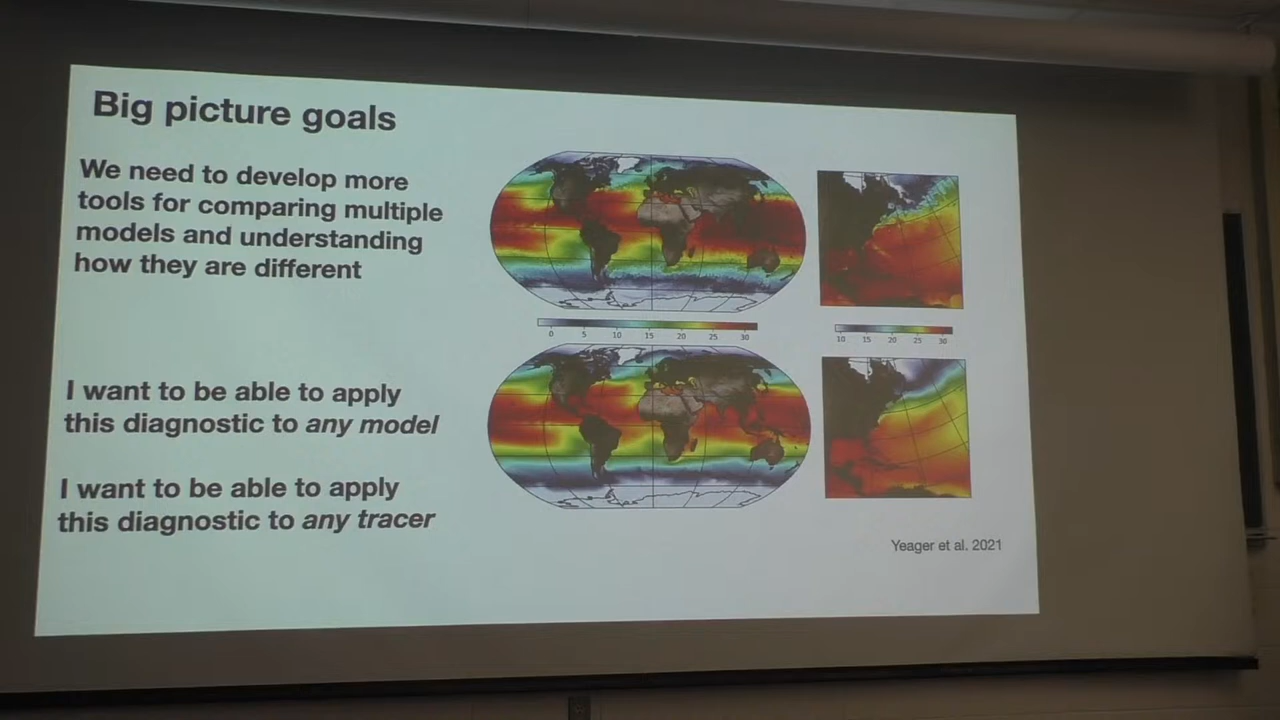 Big picture goals
We need to develop more
tools for comparing multiple
models and understanding
how they are different
0 5 10 15 20 25 30
10 15 20 25 30
I want to be able to apply
this diagnostic to any model
I want to be able to apply
this diagnostic to any tracer
Yeager et al. 2021